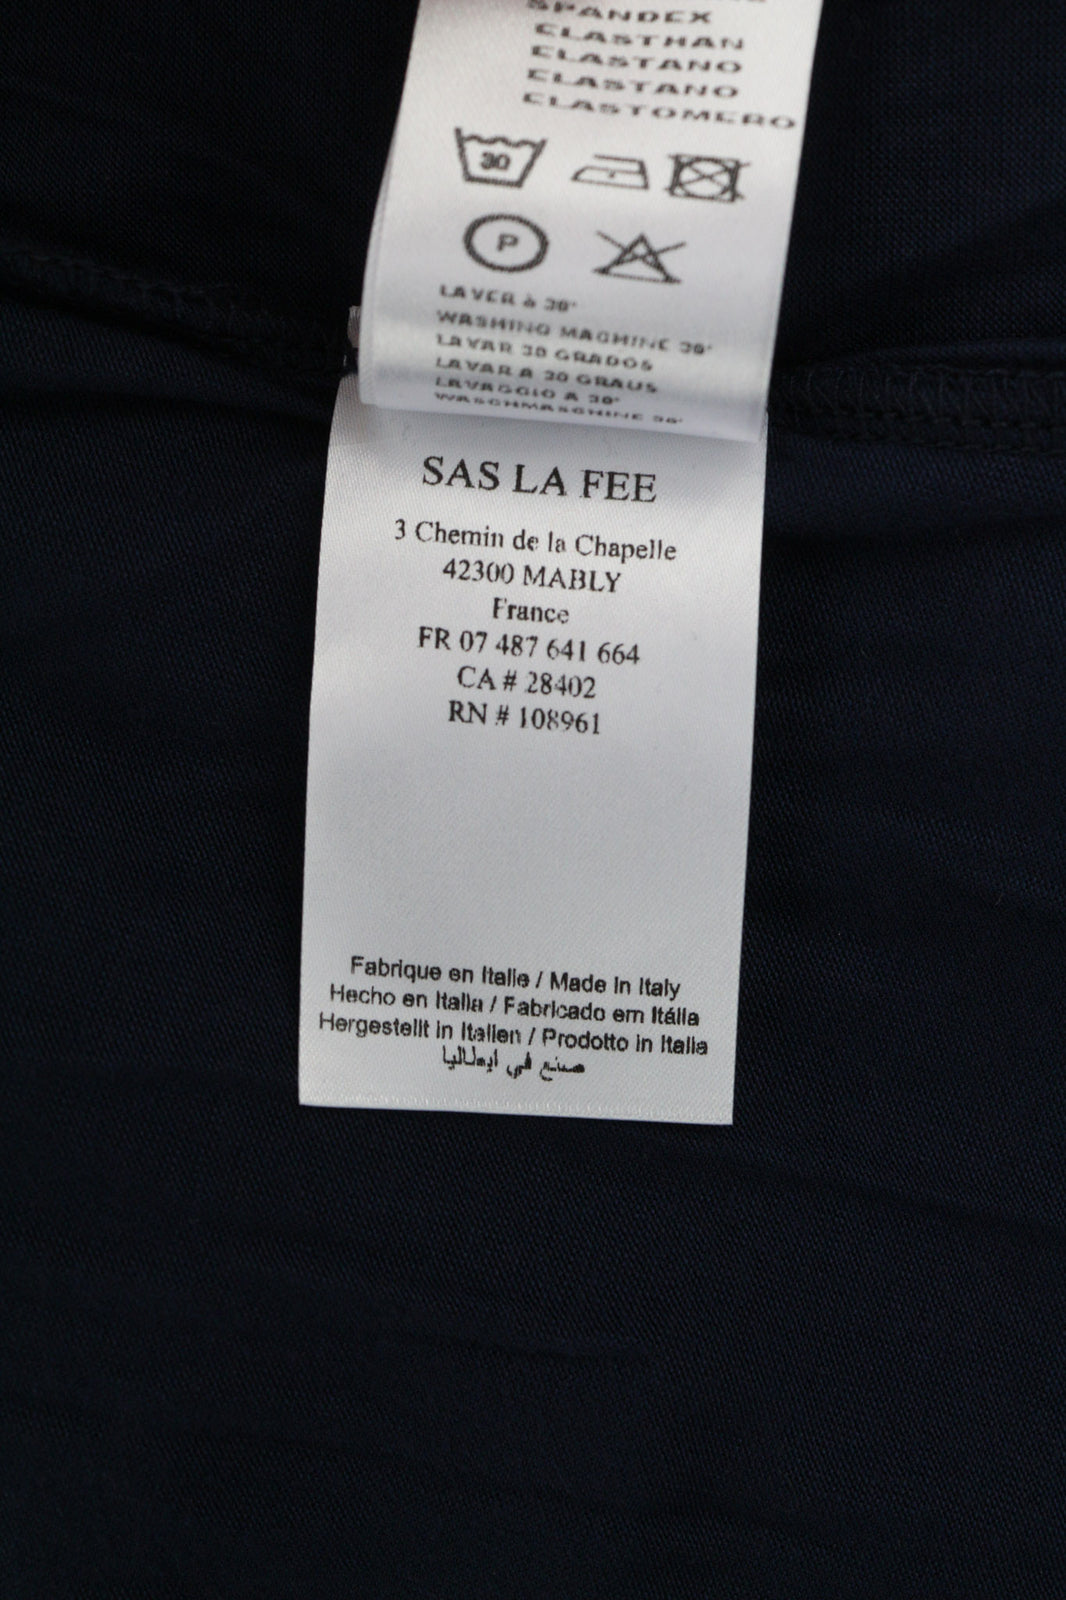 SPANDEX
ELASTHAN
ELASTANO
ELASTANO
ELASTOMERO
30
P
LAVER à 30°
WASHING MACHINE 30°
LAVAR 30 GRADOS
LAVAR A 30 GRAUS
LAVAGGIO A 30°
WASCHMASCHINE 30°
SAS LA FEE
3 Chemin de la Chapelle
42300 MABLY
France
FR 07 487 641 664
CA # 28402
RN # 108961
Fabrique en Italie / Made in Italy
Hecho en Italia / Fabricado em Itália
Hergestellt in Italien / Prodotto in Italia
صنع في ايطاليا